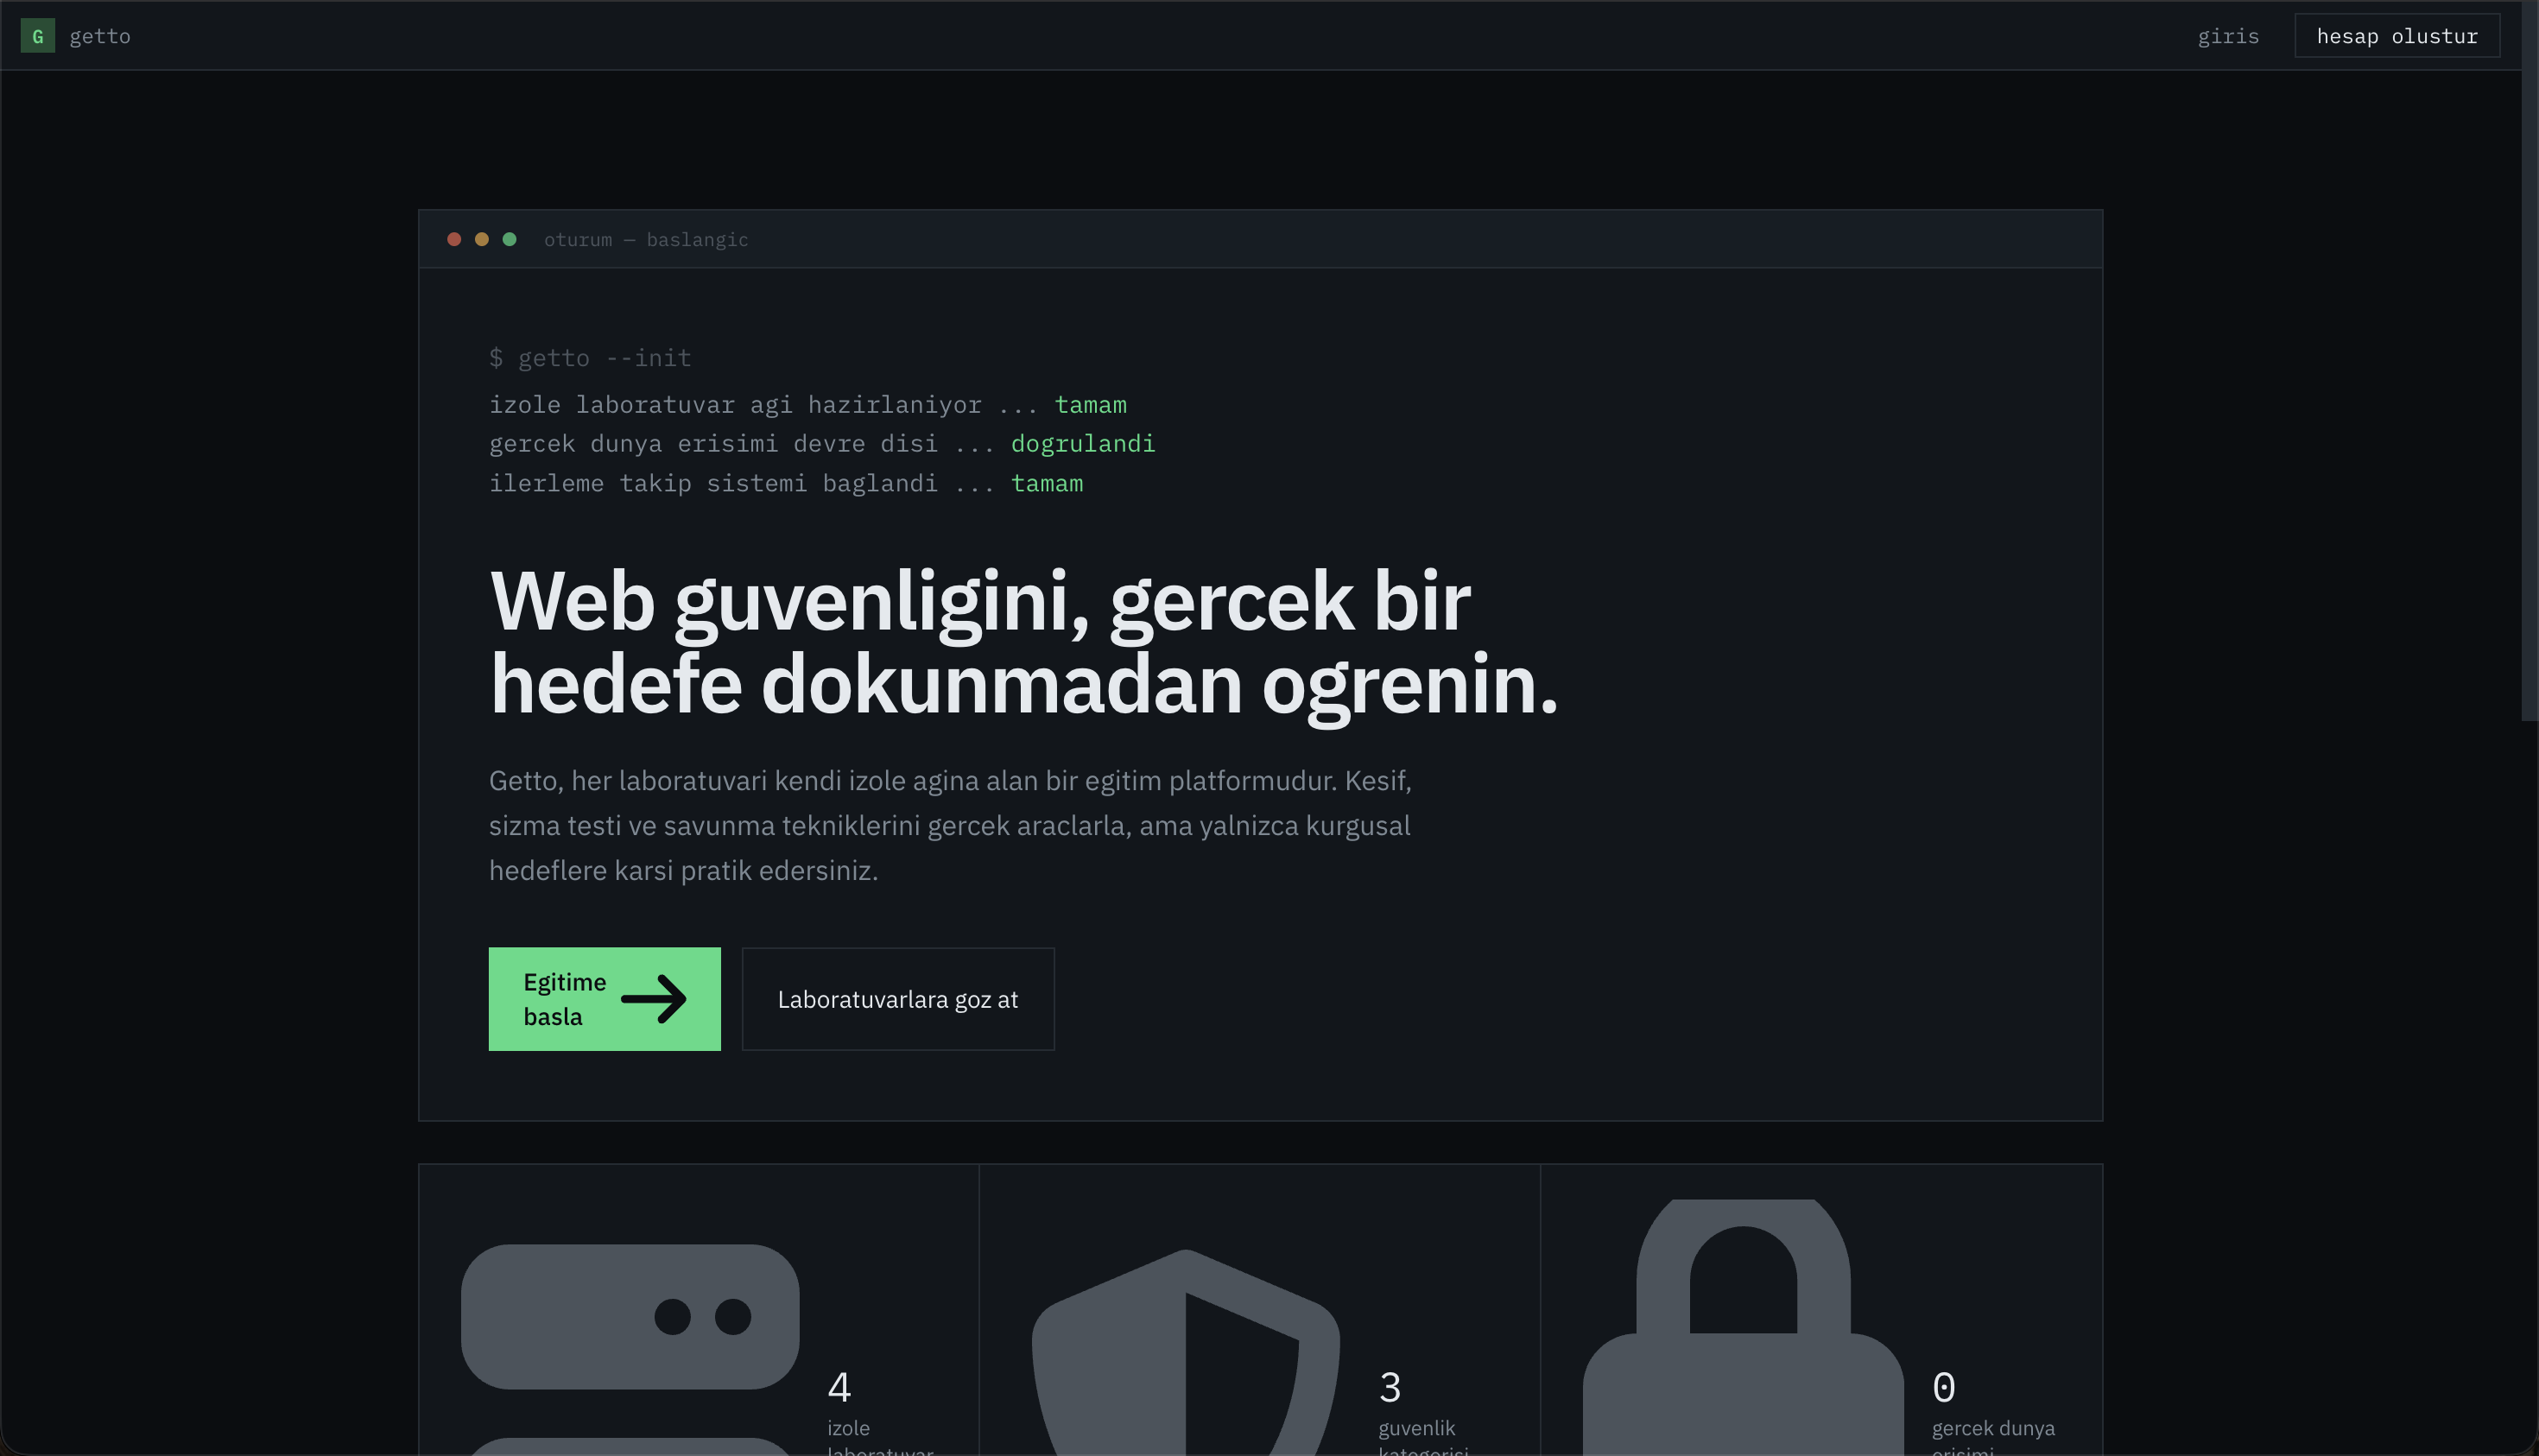 G getto
giris
hesap olustur
oturum — baslangic
$ getto --init
izole laboratuvar agi hazirlaniyor ... tamam
gercek dunya erisimi devre disi ... dogrulandi
ilerleme takip sistemi baglandi ... tamam
Web guvenligini, gercek bir
hedefe dokunmadan ogrenin.
Getto, her laboratuvari kendi izole agina alan bir egitim platformudur. Kesif,
sizma testi ve savunma tekniklerini gercek araclarla, ama yalnizca kurgusal
hedeflere karsi pratik edersiniz.
Egitime
basla
Laboratuvarlara goz at
4
izole
laboratuvar
3
guvenlik
kategorisi
0
gercek dunya
erisimi